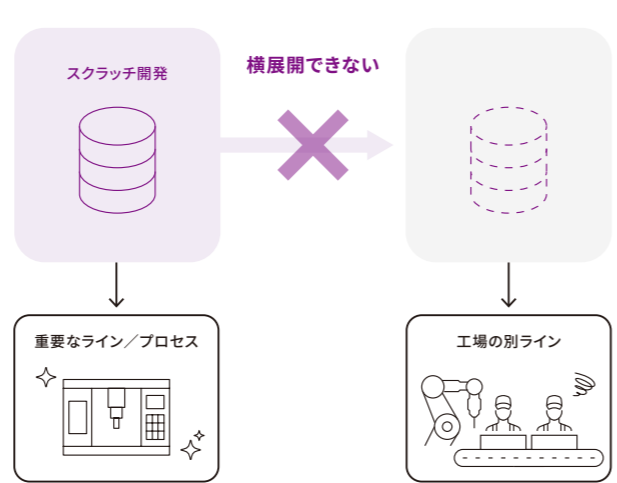 スクラッチ開発
横展開できない
重要なライン／プロセス
工場の別ライン